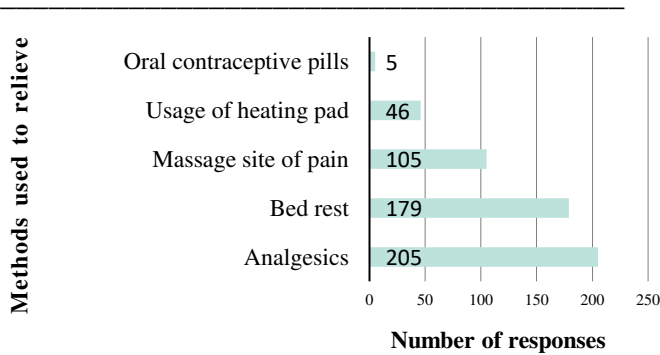 Methods used to relieve
Oral contraceptive pills 5
Usage of heating pad 46
Massage site of pain 105
Bed rest 179
Analgesics 205
0 50 100 150 200 250
Number of responses